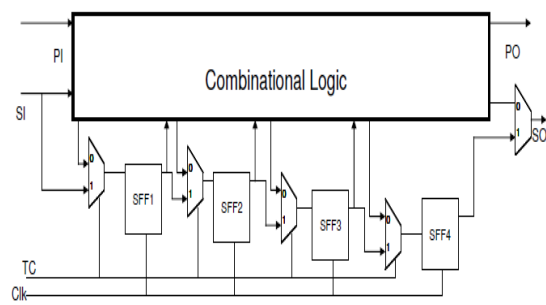 PI
PO
Combinational Logic
SI
0
1
SO
0
1
0
1
0
1
0
1
SFF1
SFF2
SFF3
SFF4
TC
Clk